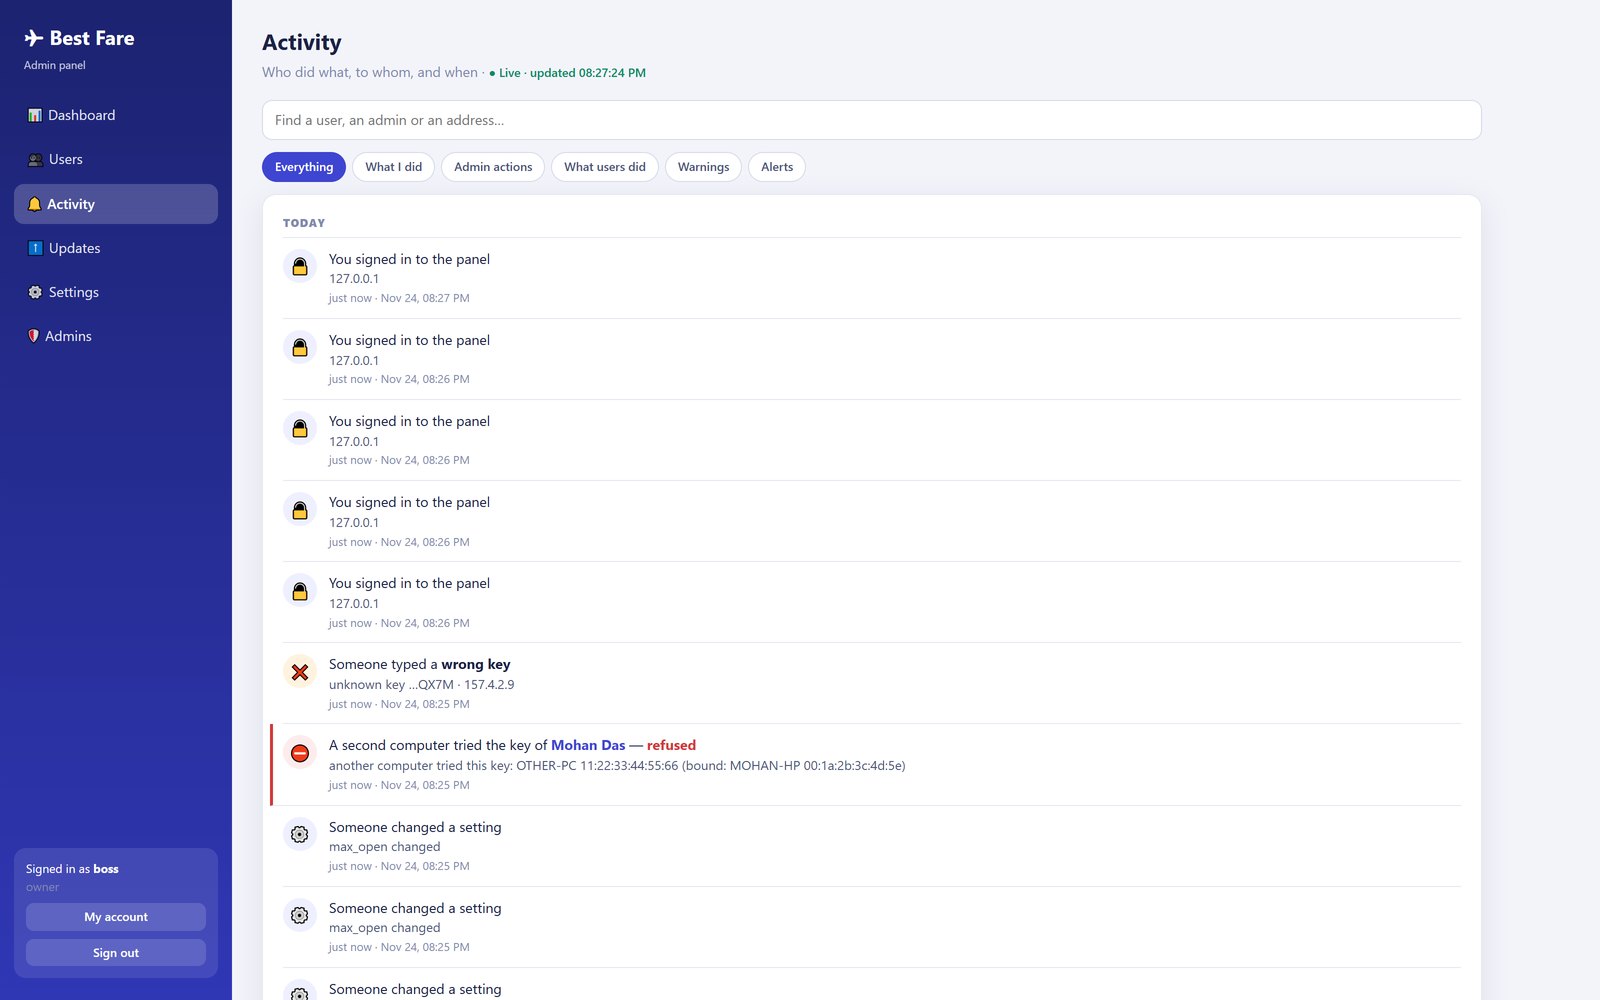 Best Fare
Admin panel
Dashboard
Users
Activity
Updates
Settings
Admins
Signed in as boss
owner
My account
Sign out
Activity
Who did what, to whom, and when · ● Live · updated 08:27:24 PM
Find a user, an admin or an address...
Everything
What I did
Admin actions
What users did
Warnings
Alerts
TODAY
You signed in to the panel
127.0.0.1
just now · Nov 24, 08:27 PM
You signed in to the panel
127.0.0.1
just now · Nov 24, 08:26 PM
You signed in to the panel
127.0.0.1
just now · Nov 24, 08:26 PM
You signed in to the panel
127.0.0.1
just now · Nov 24, 08:26 PM
You signed in to the panel
127.0.0.1
just now · Nov 24, 08:26 PM
Someone typed a wrong key
unknown key ...QX7M · 157.4.2.9
just now · Nov 24, 08:25 PM
A second computer tried the key of Mohan Das — refused
another computer tried this key: OTHER-PC 11:22:33:44:55:66 (bound: MOHAN-HP 00:1a:2b:3c:4d:5e)
just now · Nov 24, 08:25 PM
Someone changed a setting
max_open changed
just now · Nov 24, 08:25 PM
Someone changed a setting
max_open changed
just now · Nov 24, 08:25 PM
Someone changed a setting